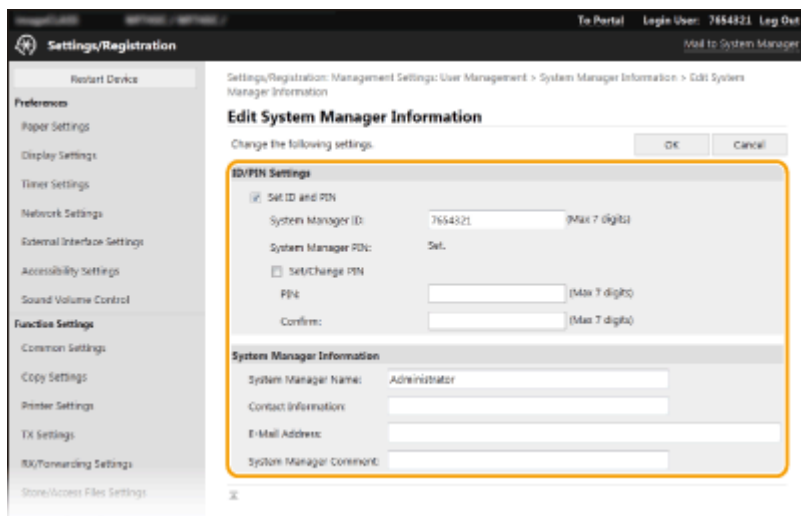 To Portal Login User: 7654321 Log Out
Settings/Registration
Mail to System Manager
Restart Device
Preferences
Paper Settings
Display Settings
Timer Settings
Network Settings
External Interface Settings
Accessibility Settings
Sound Volume Control
Function Settings
Common Settings
Copy Settings
Printer Settings
TX Settings
RX/Forwarding Settings
Store/Access Files Settings
Settings/Registration: Management Settings: User Management > System Manager Information > Edit System
Manager Information
Edit System Manager Information
Change the following settings.
OK Cancel
ID/PIN Settings
Set ID and PIN
System Manager ID: 7654321 (Max 7 digits)
System Manager PIN: Set.
Set/Change PIN
PIN: (Max 7 digits)
Confirm: (Max 7 digits)
System Manager Information
System Manager Name: Administrator
Contact Information:
E-Mail Address:
System Manager Comment: